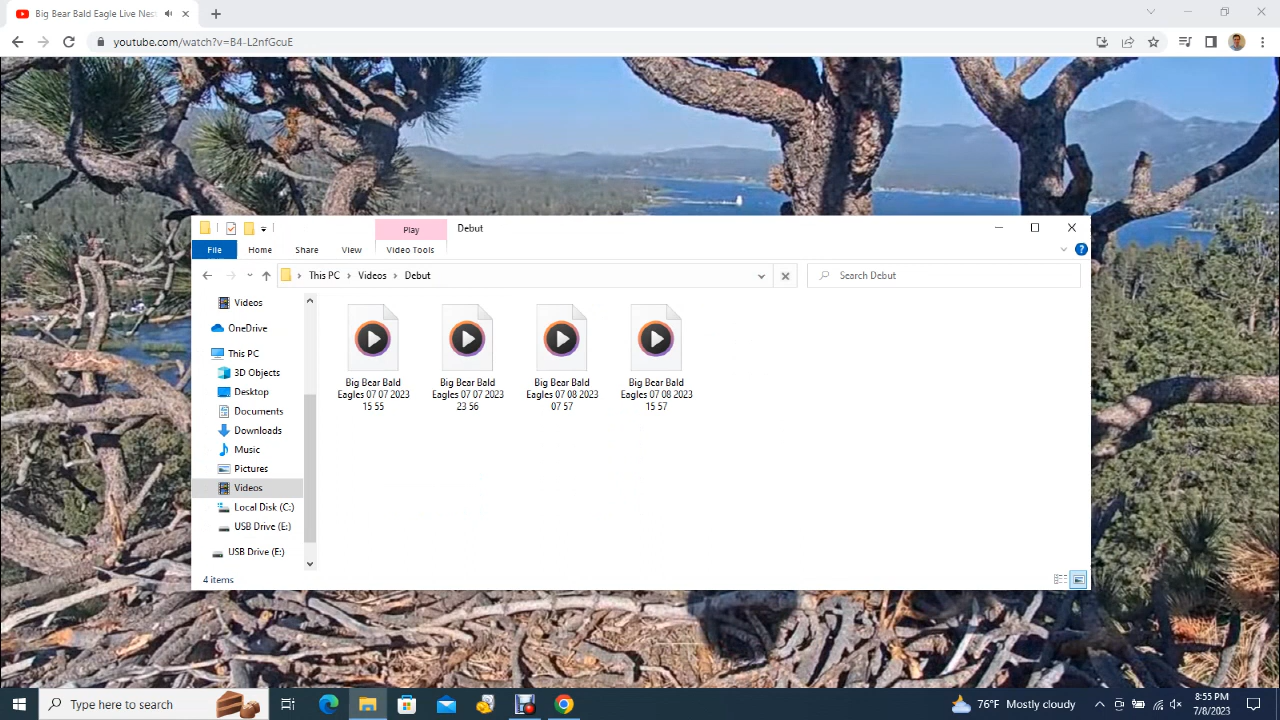 Big Bear Bald Eagle Live Nes
youtube.com/watch?v=B4-L2nfGcuE
Play
Debut
File
Home
Share
View
Video Tools
This PC
Videos
Debut
Search Debut
Videos
OneDrive
This PC
3D Objects
Desktop
Documents
Downloads
Music
Pictures
Videos
Local Disk (C:)
USB Drive (E:)
USB Drive (E:)
Big Bear Bald
Eagles 07 07 2023
15 55
Big Bear Bald
Eagles 07 07 2023
23 56
Big Bear Bald
Eagles 07 08 2023
07 57
Big Bear Bald
Eagles 07 08 2023
15 57
4 items
Type here to search
76°F Mostly cloudy
8:55 PM
7/8/2023